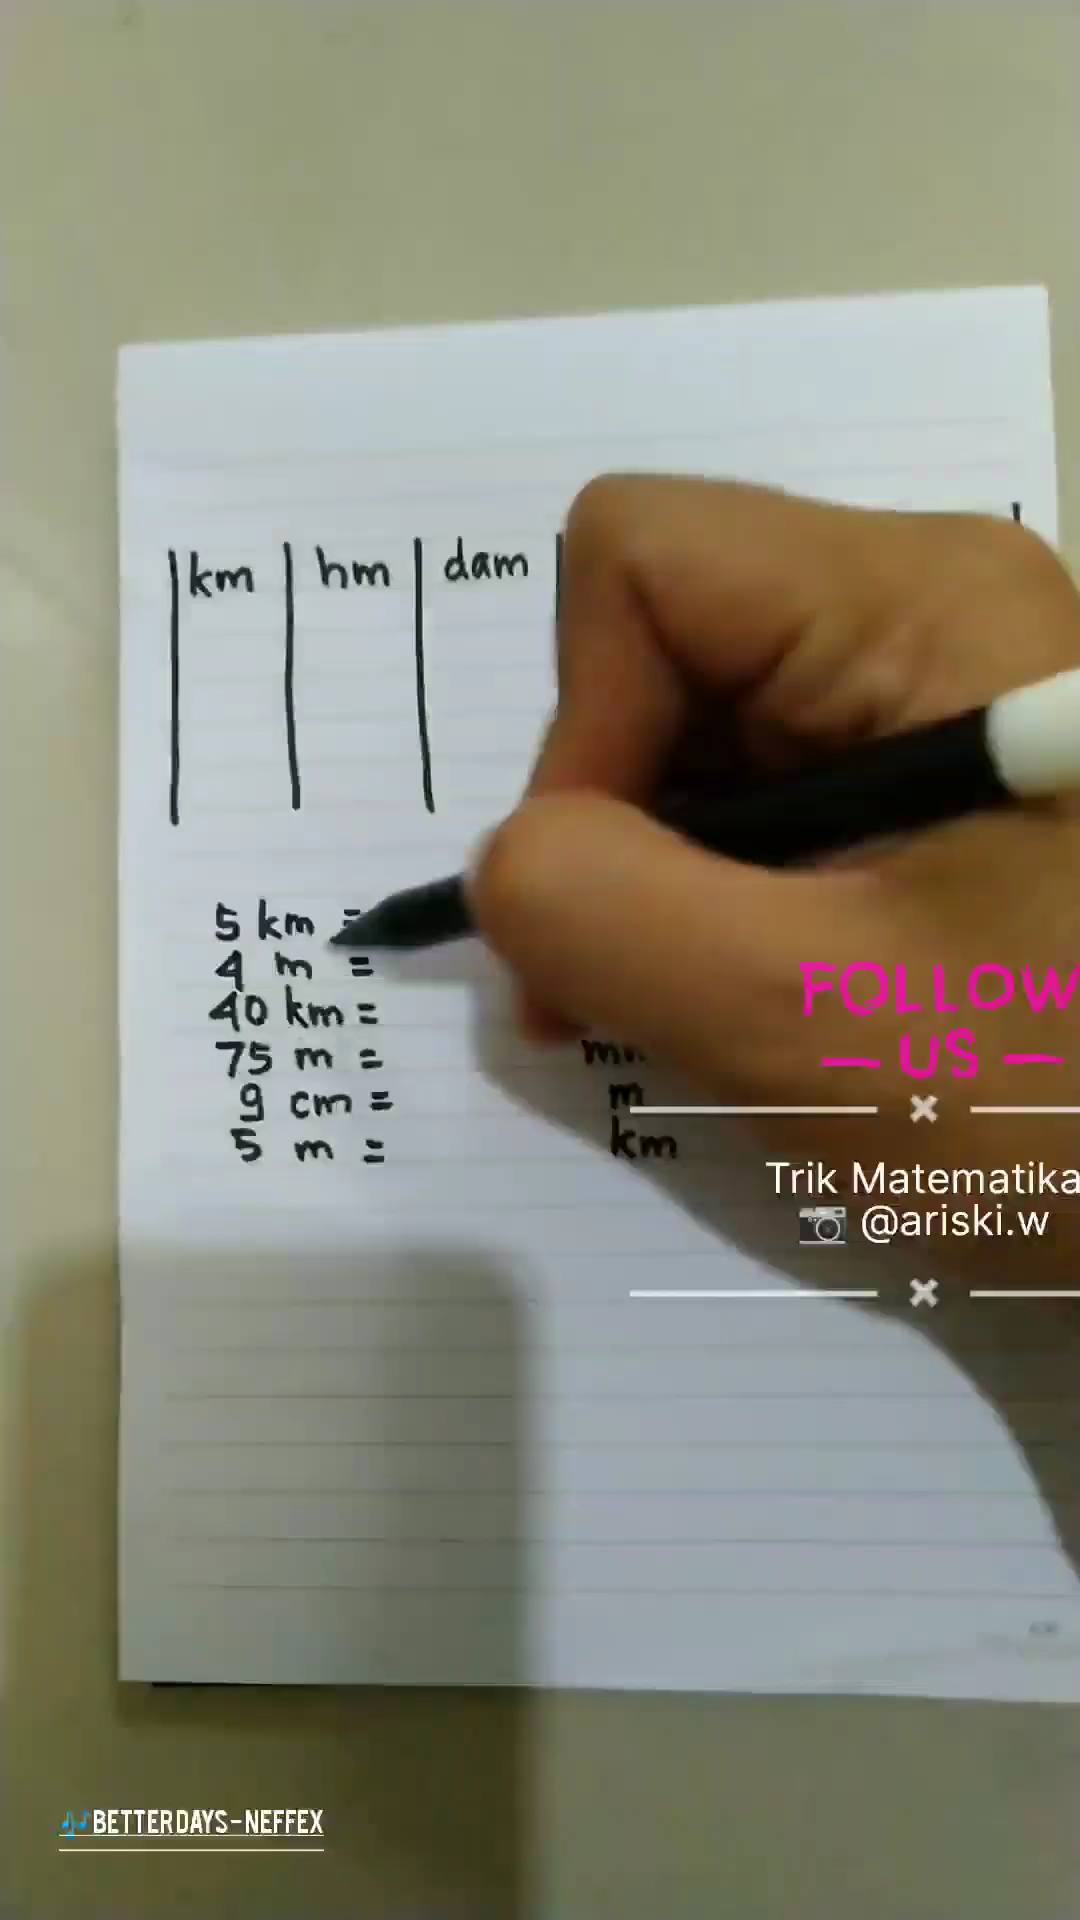 km hm dam
5 km =
4 m =
40 km =
75 m =
9 cm = m
5 m = km
FOLLOW
US
Trik Matematika
@ariski.w
BETTERDAYS-NEFFEX